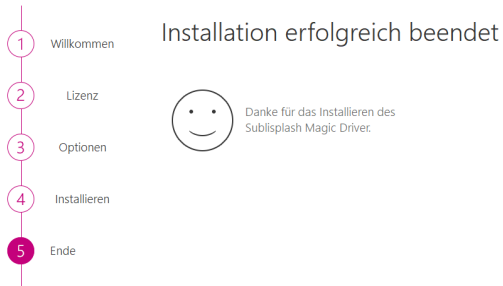 Installation erfolgreich beendet
1 Willkommen
2 Lizenz
3 Optionen
4 Installieren
5 Ende
Danke für das Installieren des
Sublisplash Magic Driver.